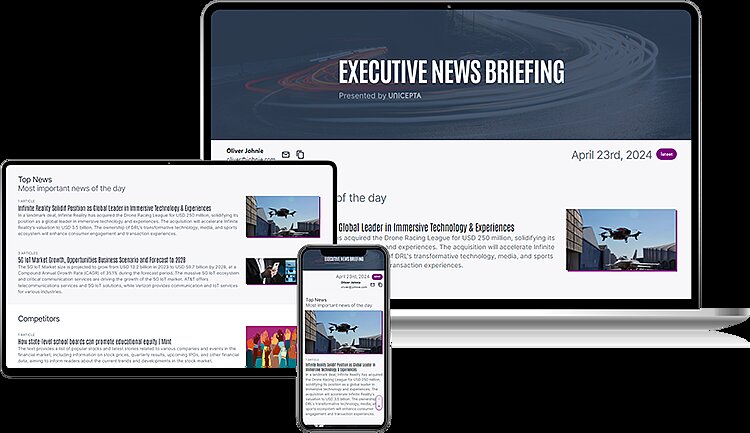 EXECUTIVE NEWS BRIEFING
Presented by UNICEPTA
Oliver Johnie
oliver@johnie.com
April 23rd, 2024
latest
of the day
Global Leader in Immersive Technology & Experiences
has acquired the Drone Racing League for USD 250 million, solidifying its
and experiences. The acquisition will accelerate Infinite
of DRL's transformative technology, media, and sports
transaction experiences.
Top News
Most important news of the day
1 ARTICLE
Infinite Reality Solidif Position as Global Leader in Immersive Technology & Experiences
In a landmark deal, Infinite Reality has acquired the Drone Racing League for USD 250 million, solidifying its
position as a global leader in immersive technology and experiences. The acquisition will accelerate Infinite
Reality's valuation to USD 3.5 billion. The ownership of DRL's transformative technology, media, and sports
ecosystem will enhance consumer engagement and transaction experiences.
3 ARTICLES
5G IoT Market Growth, Opportunities Business Scenario and Forecast to 2028
The 5G IoT Market size is projected to grow from USD 13.2 billion in 2023 to USD 59.7 billion by 2028, at a
Compound Annual Growth Rate (CAGR) of 35.1% during the forecast period. The massive 5G IoT ecosystem
and critical communication services are driving the demand for 5G IoT in the market. AT&T offers
telecommunications services and 5G IoT solutions, while Verizon provides communication and IoT services
for various industries.
Competitors
1 ARTICLE
How state-level school boards can promote educational equity | Mint
The text provides a list of popular stocks and latest stories related to various companies and events in the
financial market, including information on stock prices, quarterly results, upcoming IPOs, and other financial
data, aiming to inform readers about the current trends and developments in the stock market.
EXECUTIVE NEWS BRIEFING
April 23rd, 2024
latest
Oliver Johnie
oliver@johnie.com
Top News
Most important news of the day
1 ARTICLE
Infinite Reality Solidif Position as Global Leader in Immersive Technology & Experiences
In a landmark deal, Infinite Reality has acquired
the Drone Racing League for USD 250 million,
solidifying its position as a global leader in
immersive technology and experiences. The
acquisition will accelerate Infinite Reality's
valuation to USD 3.5 billion. The ownership of
DRL's transformative technology, media, and
sports ecosystem will enhance consumer
engagement and transaction experiences.